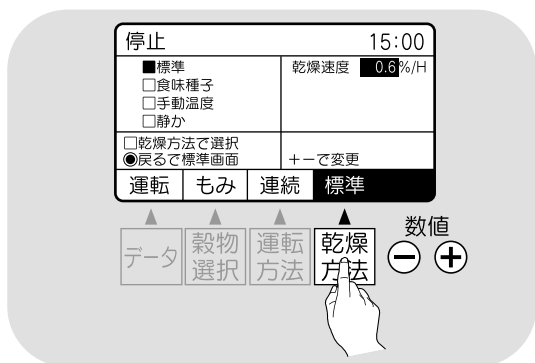 停止 15:00
■標準
□食味種子
□手動温度
□静か
乾燥速度 0.6%/H
□乾燥方法で選択
◉戻るで標準画面
+−で変更
運転 もみ 連続 標準
データ
穀物選択
運転方法
乾燥方法
数値